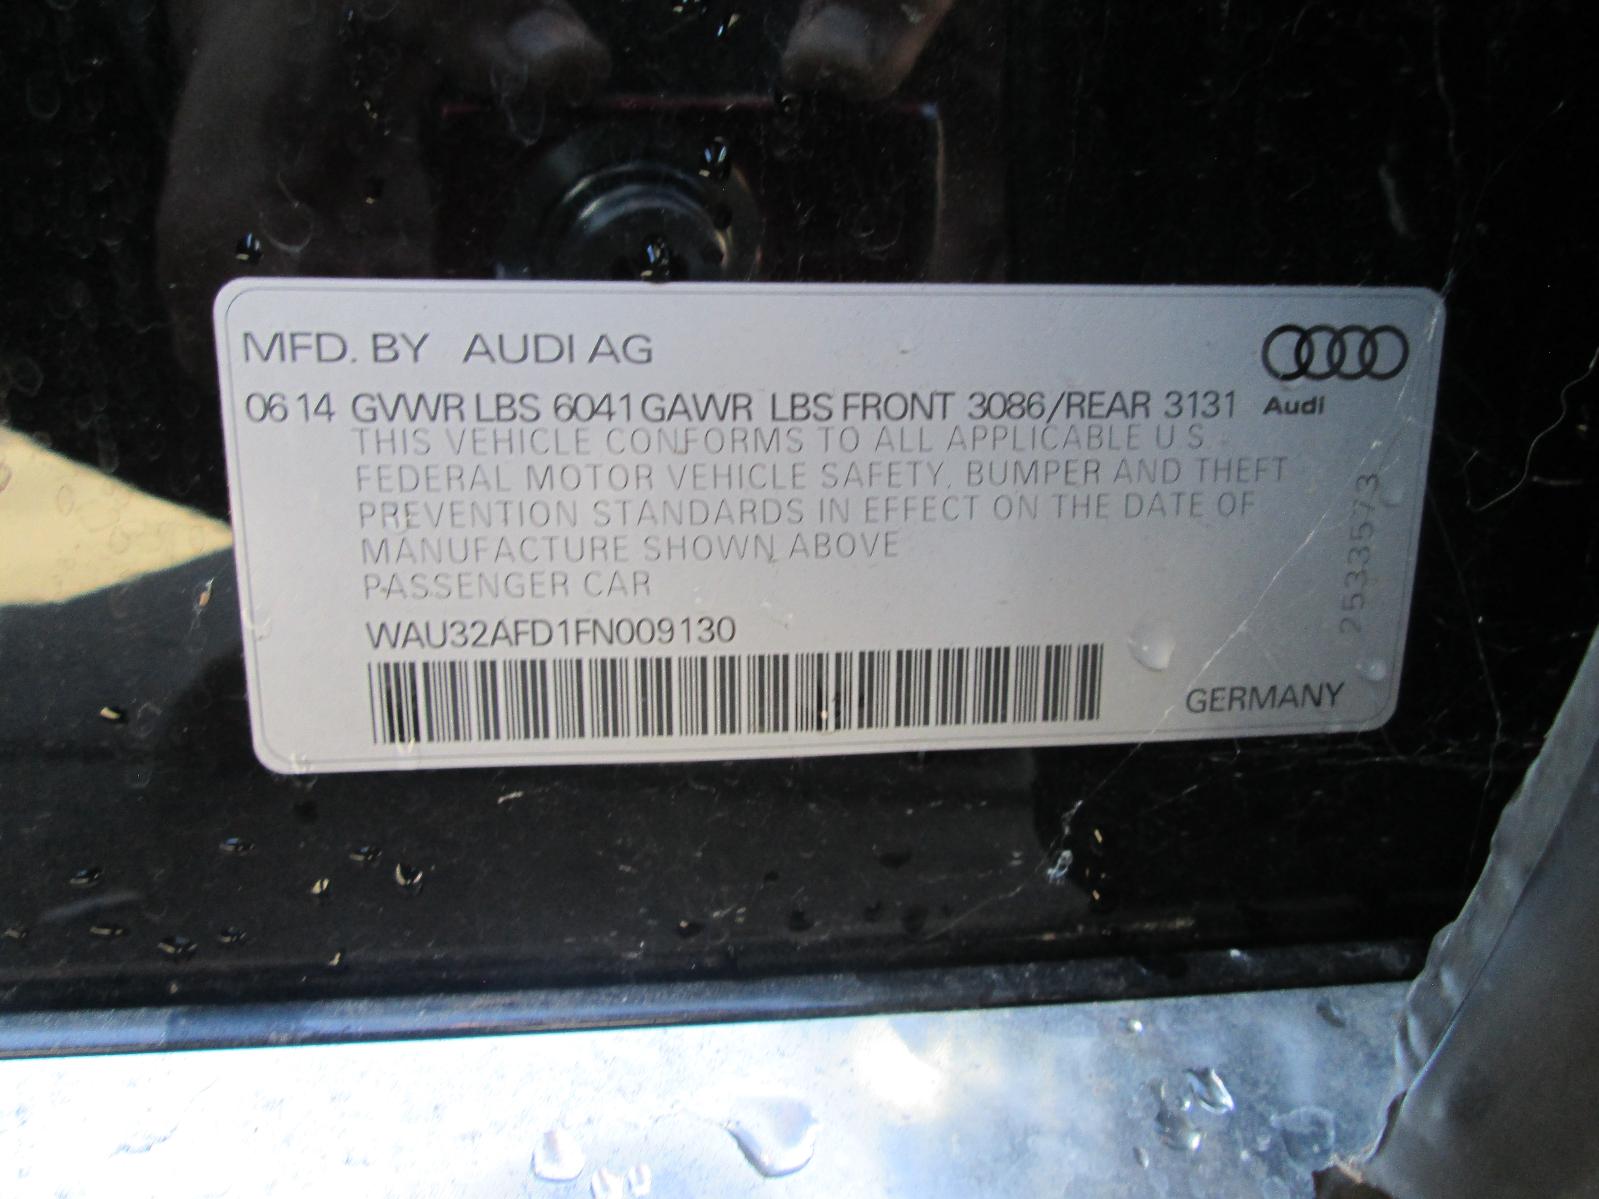 MFD. BY AUDI AG
06 14 GVWR LBS 6041 GAWR LBS FRONT 3086/REAR 3131
Audi
THIS VEHICLE CONFORMS TO ALL APPLICABLE U.S.
FEDERAL MOTOR VEHICLE SAFETY, BUMPER AND THEFT
PREVENTION STANDARDS IN EFFECT ON THE DATE OF
MANUFACTURE SHOWN ABOVE
PASSENGER CAR
WAU32AFD1FN009130
GERMANY
2533573